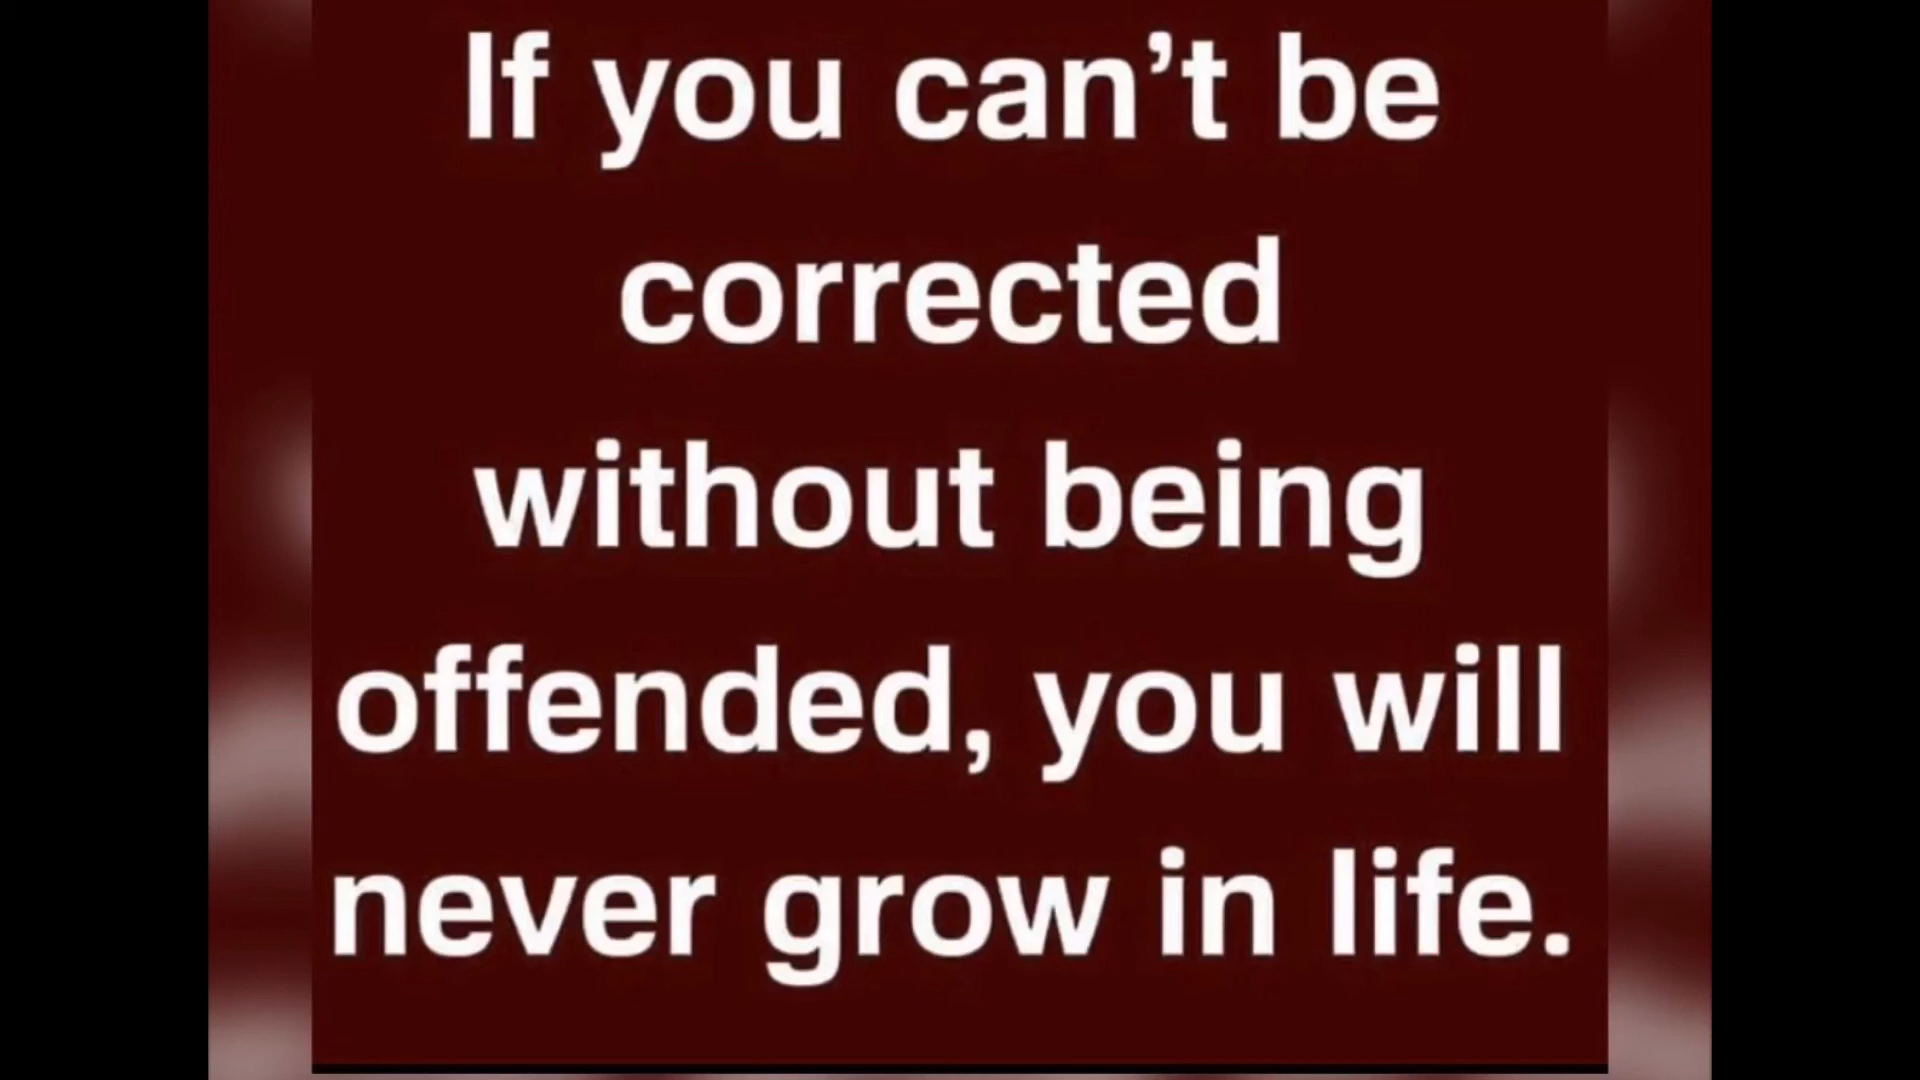 If you can’t be
corrected
without being
offended, you will
never grow in life.